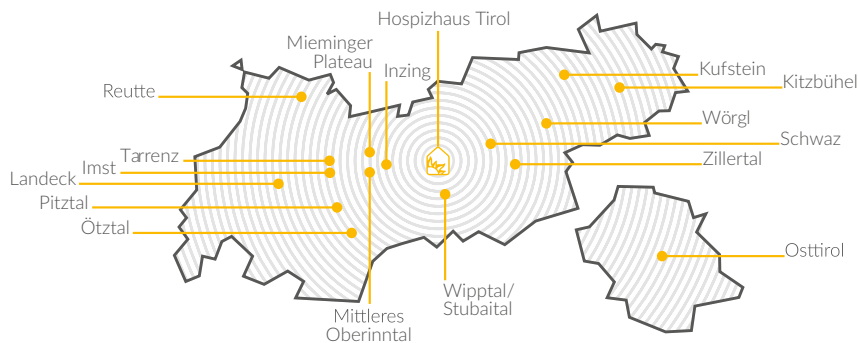 Hospizhaus Tirol
Mieminger
Plateau
Inzing
Kufstein
Kitzbühel
Reutte
Wörgl
Schwaz
Tarrenz
Zillertal
Imst
Landeck
Pitztal
Ötztal
Osttirol
Wipptal/
Stubaital
Mittleres
Oberinntal